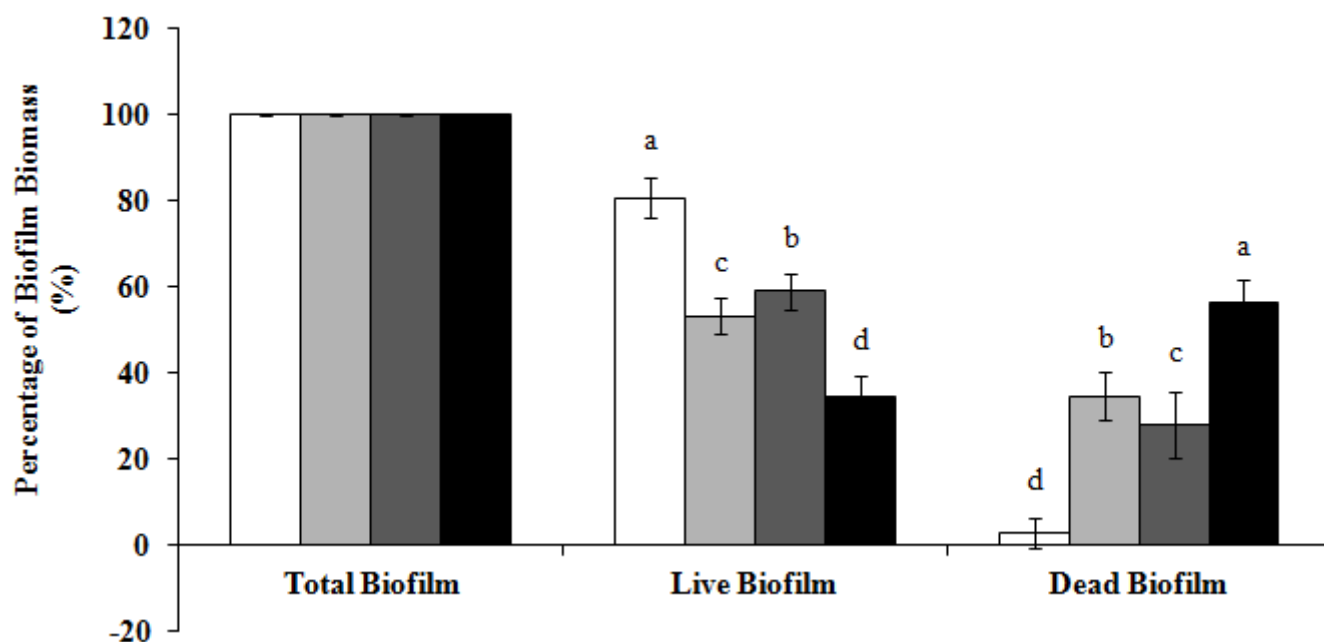 Percentage of Biofilm Biomass
(%)
120
100
80
60
40
20
0
-20
a
c
b
d
d
b
c
a
Total Biofilm
Live Biofilm
Dead Biofilm